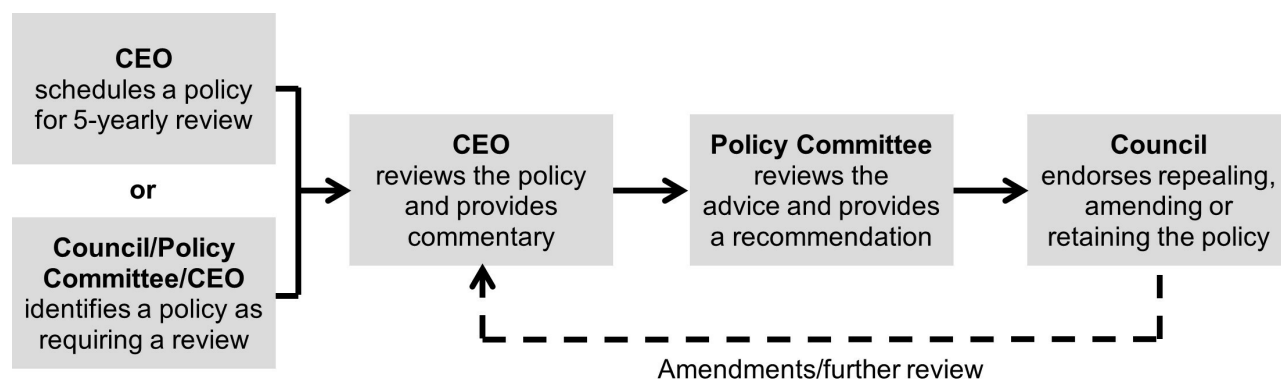 CEO
schedules a policy
for 5-yearly review
or
Council/Policy
Committee/CEO
identifies a policy as
requiring a review
CEO
reviews the policy
and provides
commentary
Policy Committee
reviews the
advice and provides
a recommendation
Council
endorses repealing,
amending or
retaining the policy
Amendments/further review